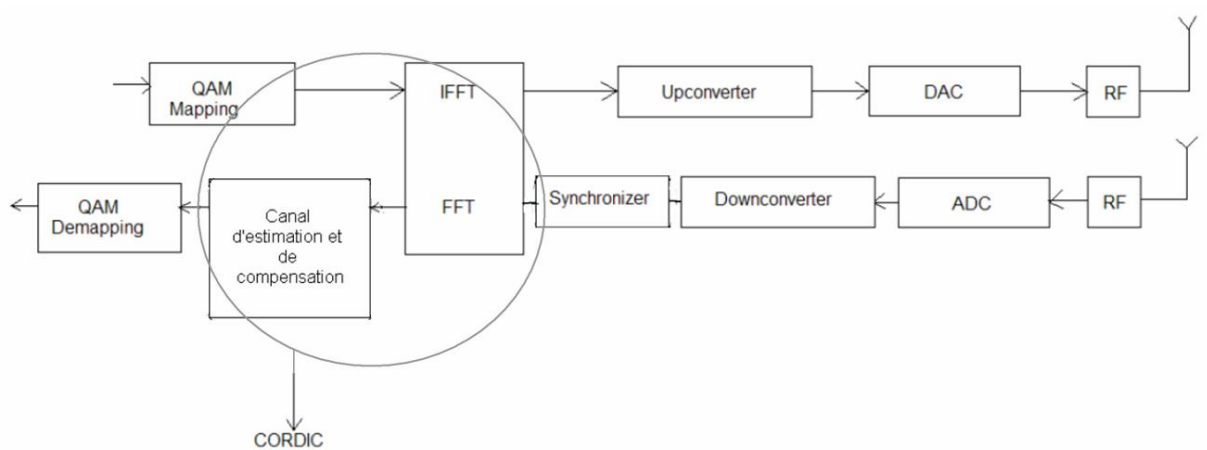 QAM
Mapping
IFFT
Upconverter
DAC
RF
QAM
Demapping
Canal
d'estimation et
de
compensation
FFT
Synchronizer
Downconverter
ADC
RF
CORDIC